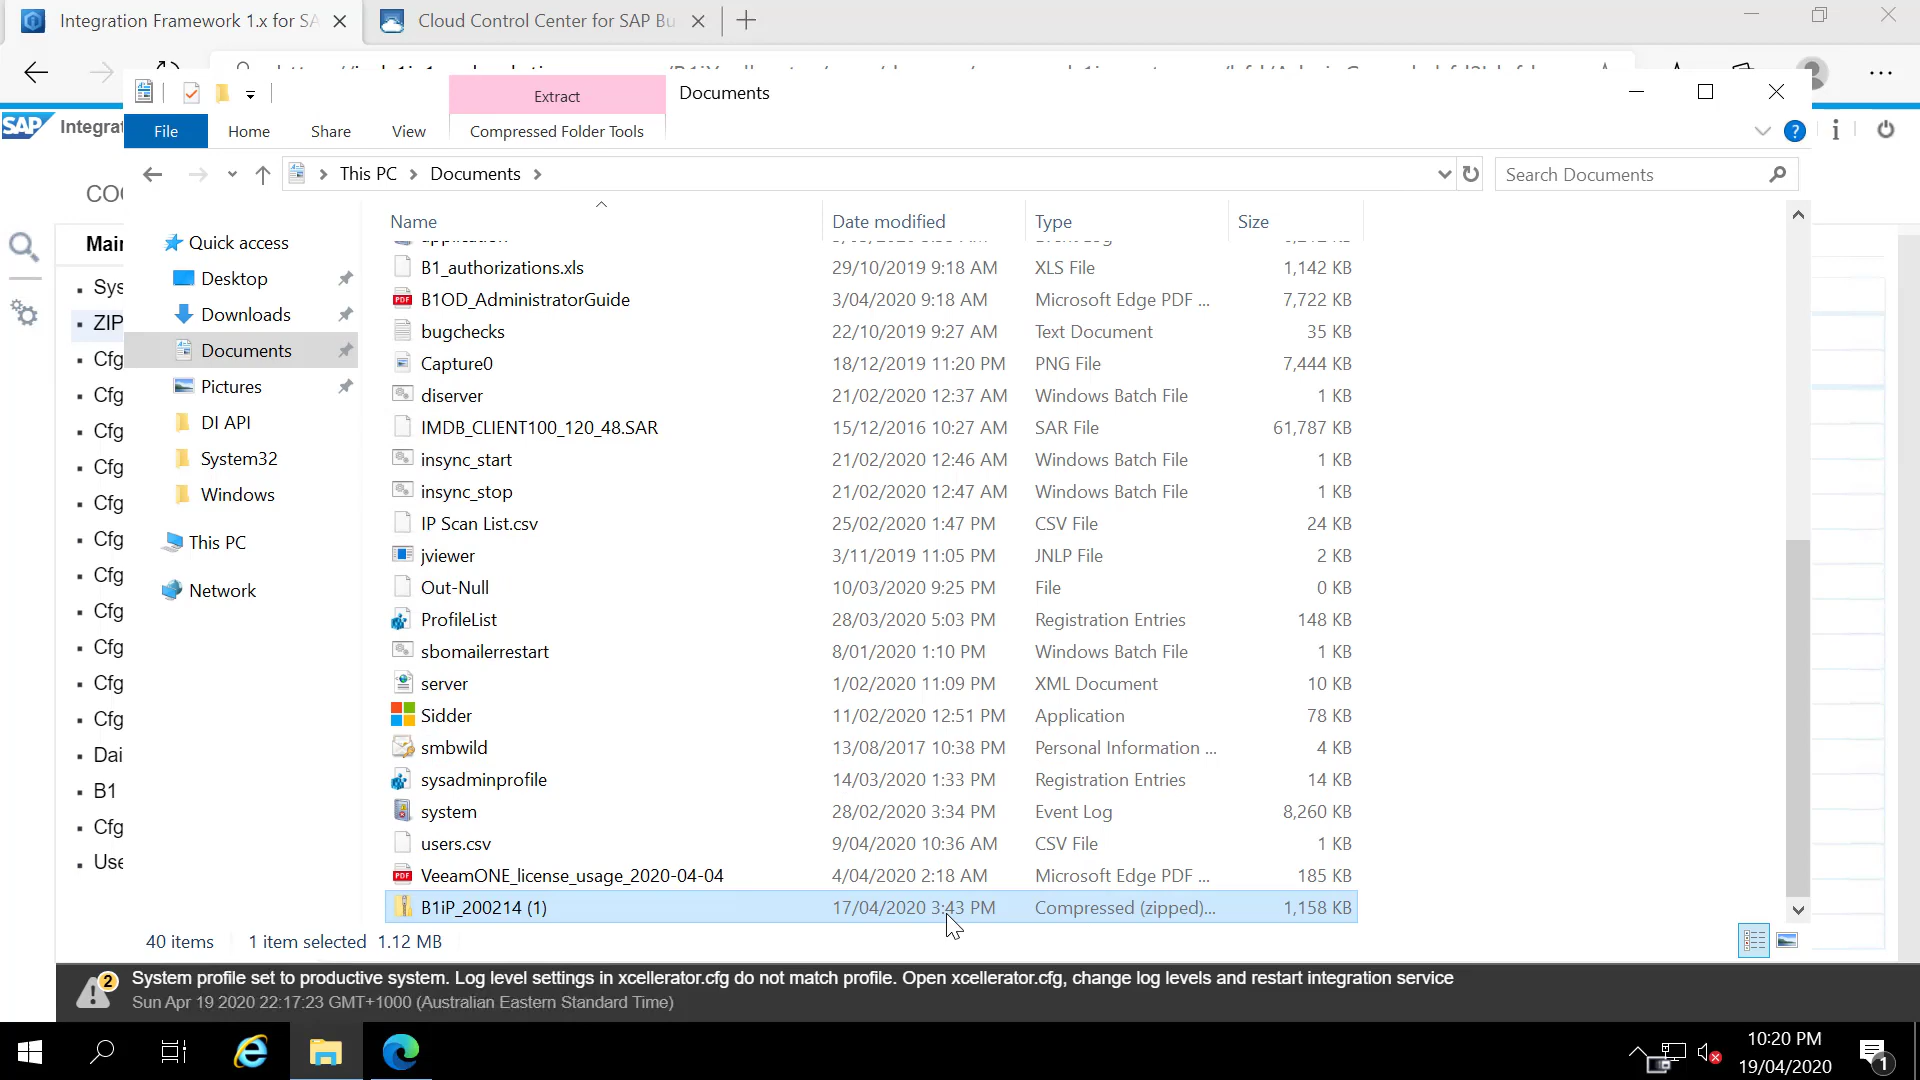 Integration Framework 1.x for SA
Cloud Control Center for SAP Bu
Extract
Documents
SAP
Integrat
File
Home
Share
View
Compressed Folder Tools
This PC
Documents
Search Documents
Name
Date modified
Type
Size
B1_authorizations.xls 29/10/2019 9:18 AM XLS File 1,142 KB
B1OD_AdministratorGuide 3/04/2020 9:18 AM Microsoft Edge PDF ... 7,722 KB
bugchecks 22/10/2019 9:27 AM Text Document 35 KB
Capture0 18/12/2019 11:20 PM PNG File 7,444 KB
diserver 21/02/2020 12:37 AM Windows Batch File 1 KB
IMDB_CLIENT100_120_48.SAR 15/12/2016 10:27 AM SAR File 61,787 KB
insync_start 21/02/2020 12:46 AM Windows Batch File 1 KB
insync_stop 21/02/2020 12:47 AM Windows Batch File 1 KB
IP Scan List.csv 25/02/2020 1:47 PM CSV File 24 KB
jviewer 3/11/2019 11:05 PM JNLP File 2 KB
Out-Null 10/03/2020 9:25 PM File 0 KB
ProfileList 28/03/2020 5:03 PM Registration Entries 148 KB
sbomailerrestart 8/01/2020 1:10 PM Windows Batch File 1 KB
server 1/02/2020 11:09 PM XML Document 10 KB
Sidder 11/02/2020 12:51 PM Application 78 KB
smbwild 13/08/2017 10:38 PM Personal Information ... 4 KB
sysadminprofile 14/03/2020 1:33 PM Registration Entries 14 KB
system 28/02/2020 3:34 PM Event Log 8,260 KB
users.csv 9/04/2020 10:36 AM CSV File 1 KB
VeeamONE_license_usage_2020-04-04 4/04/2020 2:18 AM Microsoft Edge PDF ... 185 KB
B1iP_200214 (1) 17/04/2020 3:43 PM Compressed (zipped)... 1,158 KB
Quick access
Desktop
Downloads
Documents
Pictures
DI API
System32
Windows
This PC
Network
Sys
ZIP
Cfg
Cfg
Cfg
Cfg
Cfg
Cfg
Cfg
Cfg
Cfg
Cfg
Cfg
Dai
B1
Cfg
Use
40 items
1 item selected 1.12 MB
2
System profile set to productive system. Log level settings in xcellerator.cfg do not match profile. Open xcellerator.cfg, change log levels and restart integration service
Sun Apr 19 2020 22:17:23 GMT+1000 (Australian Eastern Standard Time)
10:20 PM
19/04/2020
1